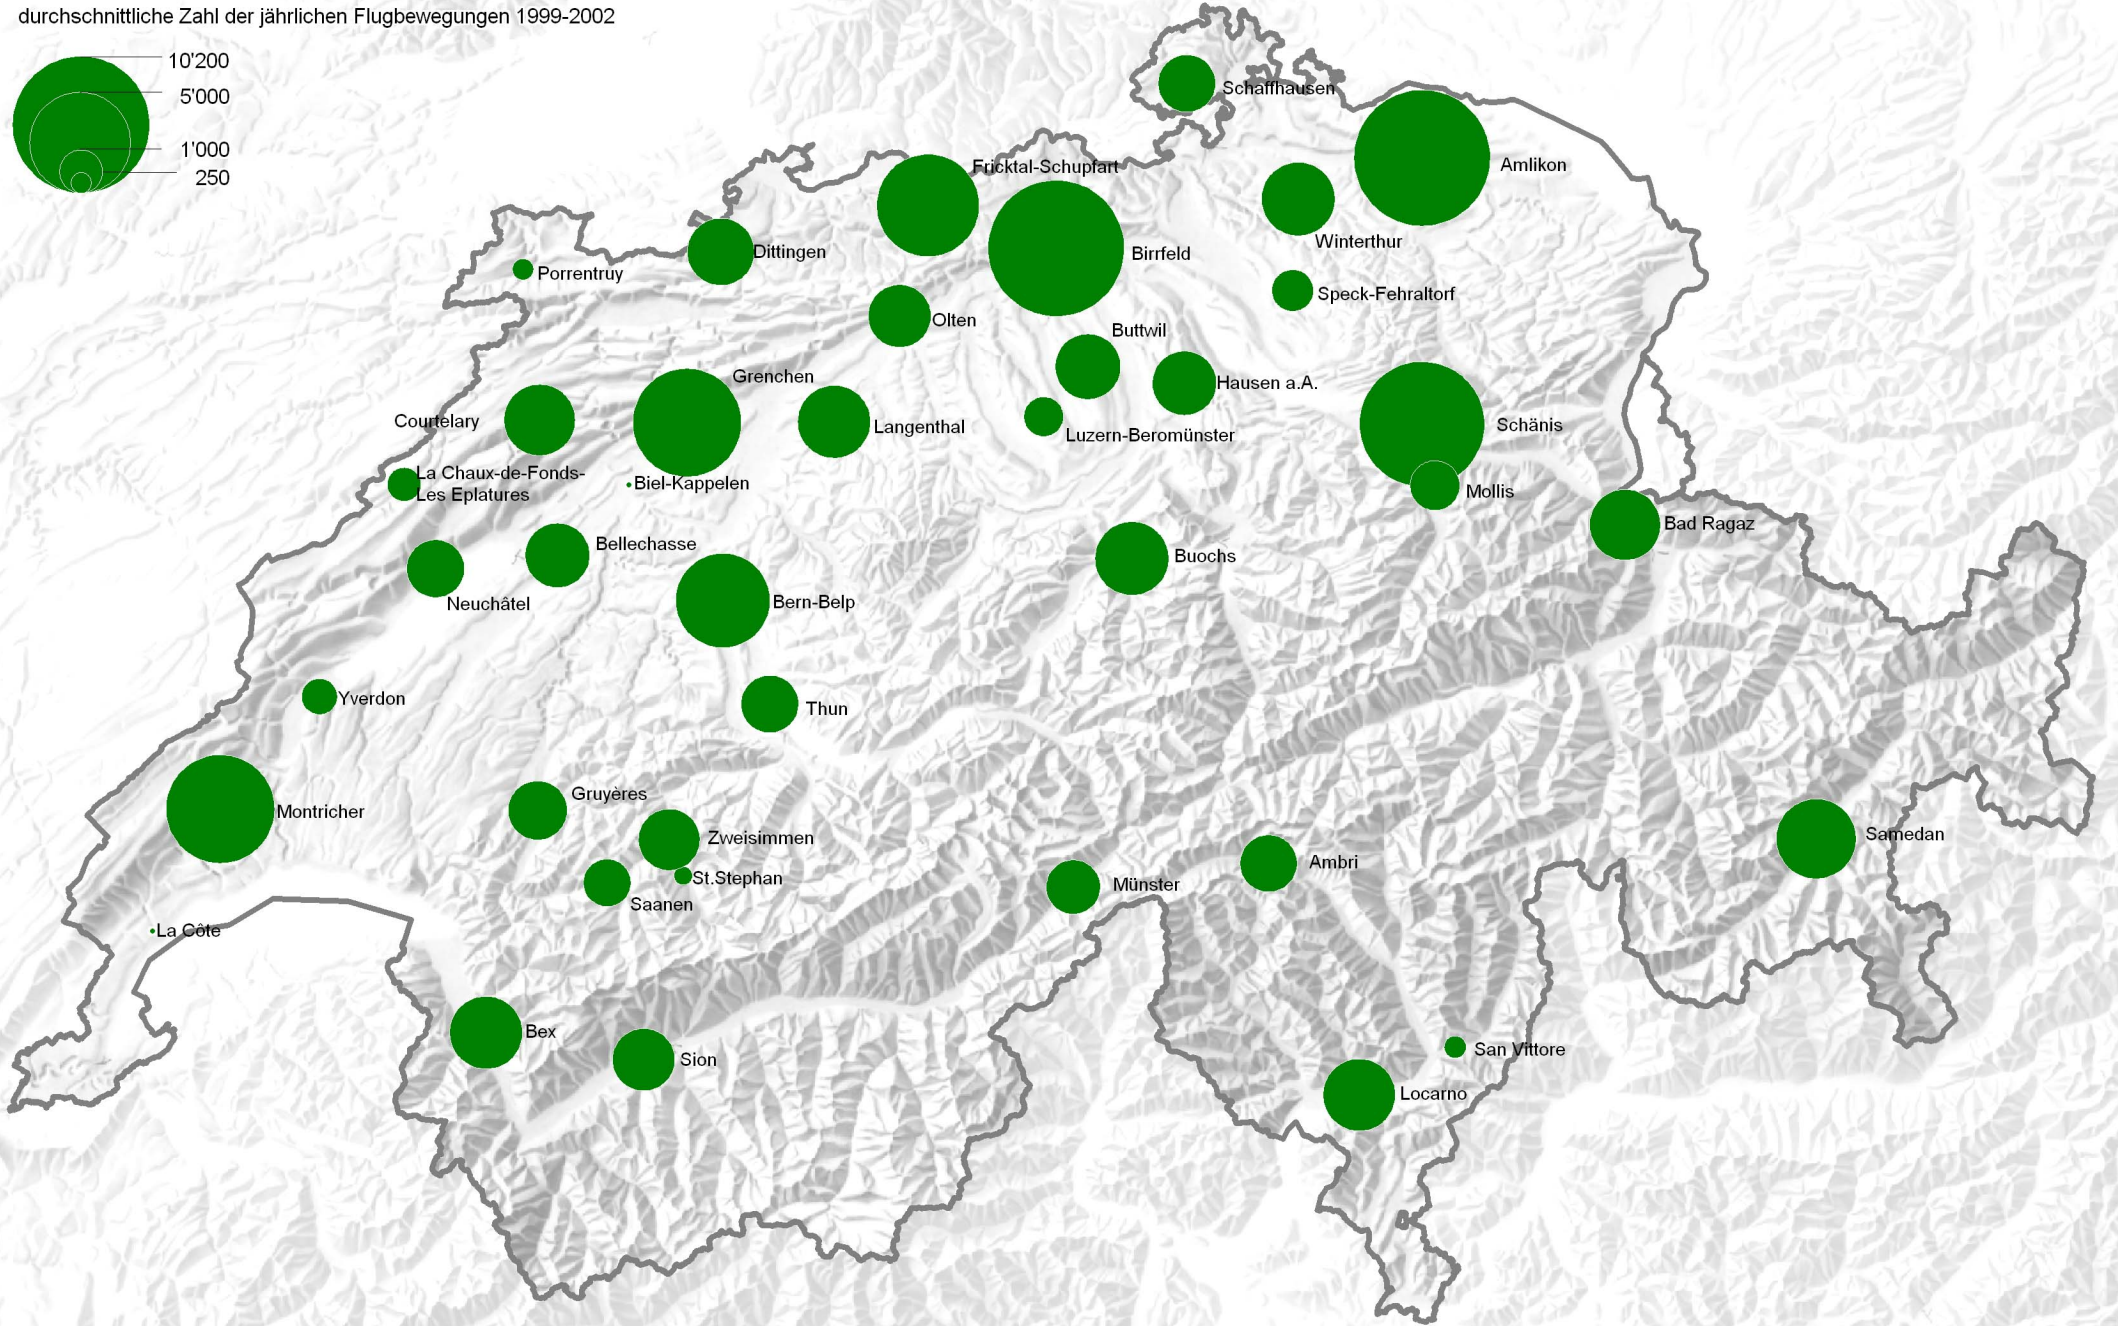 durchschnittliche Zahl der jährlichen Flugbewegungen 1999-2002
10'200
5'000
1'000
250
Schaffhausen
Fricktal-Schupfart
Amlikon
Winterthur
Dittingen
Birrfeld
Porrentruy
Speck-Fehraltorf
Olten
Buttwil
Grenchen
Hausen a.A.
Courtelary
Langenthal
Schänis
Luzern-Beromünster
La Chaux-de-Fonds-
Les Eplatures
Biel-Kappelen
Mollis
Bad Ragaz
Bellechasse
Buochs
Neuchâtel
Bern-Belp
Yverdon
Thun
Gruyères
Montricher
Zweisimmen
Samedan
Ambri
St.Stephan
Münster
Saanen
La Côte
Bex
San Vittore
Sion
Locarno